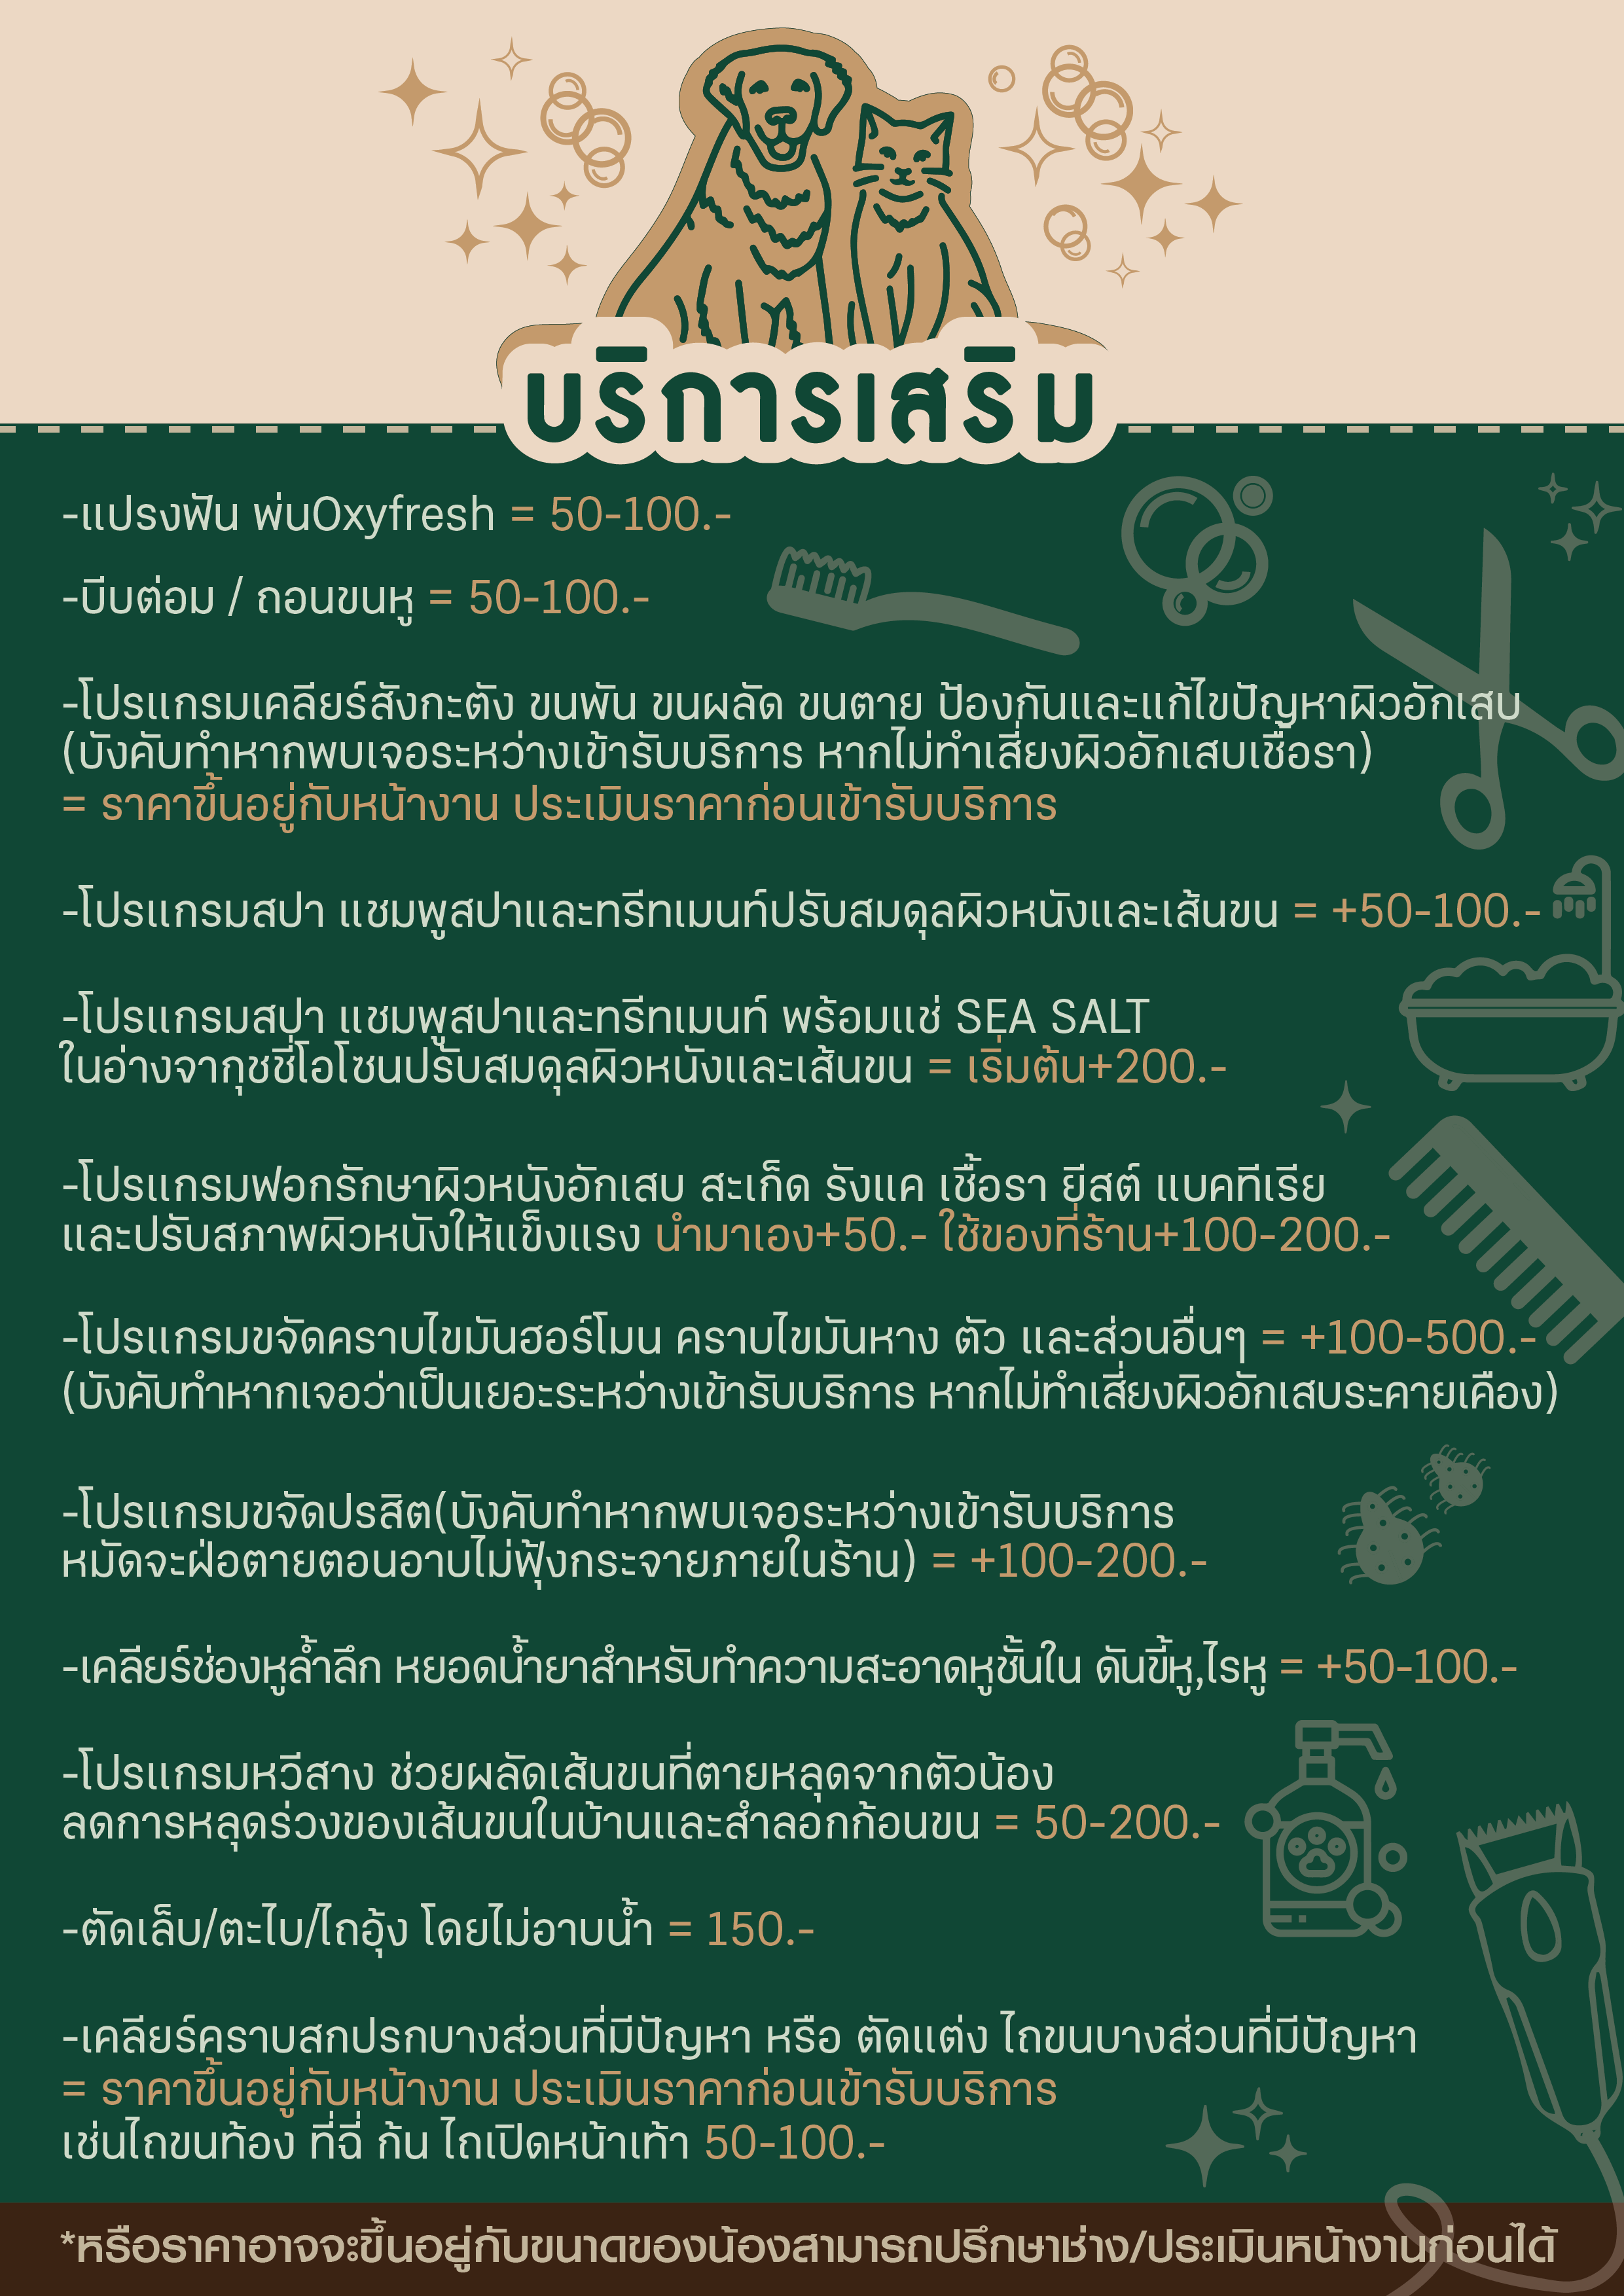 บริการเสริม
-แปรงฟัน พ่นOxyfresh = 50-100.-
-บีบต่อม / ถอนขนหู = 50-100.-
-โปรแกรมเคลียร์สังกะตัง ขนพัน ขนผลัด ขนตาย ป้องกันและแก้ไขปัญหาผิวอักเสบ
(บังคับทำหากพบเจอระหว่างเข้ารับบริการ หากไม่ทำเสี่ยงผิวอักเสบเชื้อรา)
= ราคาขึ้นอยู่กับหน้างาน ประเมินราคาก่อนเข้ารับบริการ
-โปรแกรมสปา แชมพูสปาและทรีทเมนท์ปรับสมดุลผิวหนังและเส้นขน = +50-100.-
-โปรแกรมสปา แชมพูสปาและทรีทเมนท์ พร้อมแช่ SEA SALT
ในอ่างจากุชชี่โอโซนปรับสมดุลผิวหนังและเส้นขน = เริ่มต้น+200.-
-โปรแกรมฟอกรักษาผิวหนังอักเสบ สะเก็ด รังแค เชื้อรา ยีสต์ แบคทีเรีย
และปรับสภาพผิวหนังให้แข็งแรง นำมาเอง+50.- ใช้ของที่ร้าน+100-200.-
-โปรแกรมขจัดคราบไขมันฮอร์โมน คราบไขมันหาง ตัว และส่วนอื่นๆ = +100-500.-
(บังคับทำหากเจอว่าเป็นเยอะระหว่างเข้ารับบริการ หากไม่ทำเสี่ยงผิวอักเสบระคายเคือง)
-โปรแกรมขจัดปรสิต(บังคับทำหากพบเจอระหว่างเข้ารับบริการ
หมัดจะฝ่อตายตอนอาบไม่ฟุ้งกระจายภายในร้าน) = +100-200.-
-เคลียร์ช่องหูล้ำลึก หยอดน้ำยาสำหรับทำความสะอาดหูชั้นใน ดันขี้หู,ไรหู = +50-100.-
-โปรแกรมหวีสาง ช่วยผลัดเส้นขนที่ตายหลุดจากตัวน้อง
ลดการหลุดร่วงของเส้นขนในบ้านและสำลอกก้อนขน = 50-200.-
-ตัดเล็บ/ตะไบ/ไถอุ้ง โดยไม่อาบน้ำ = 150.-
-เคลียร์คราบสกปรกบางส่วนที่มีปัญหา หรือ ตัดแต่ง ไถขนบางส่วนที่มีปัญหา
= ราคาขึ้นอยู่กับหน้างาน ประเมินราคาก่อนเข้ารับบริการ
เช่นไถขนท้อง ที่ฉี่ ก้น ไถเปิดหน้าเท้า 50-100.-
*หรือราคาอาจจะขึ้นอยู่กับขนาดของน้องสามารถปรึกษาช่าง/ประเมินหน้างานก่อนได้